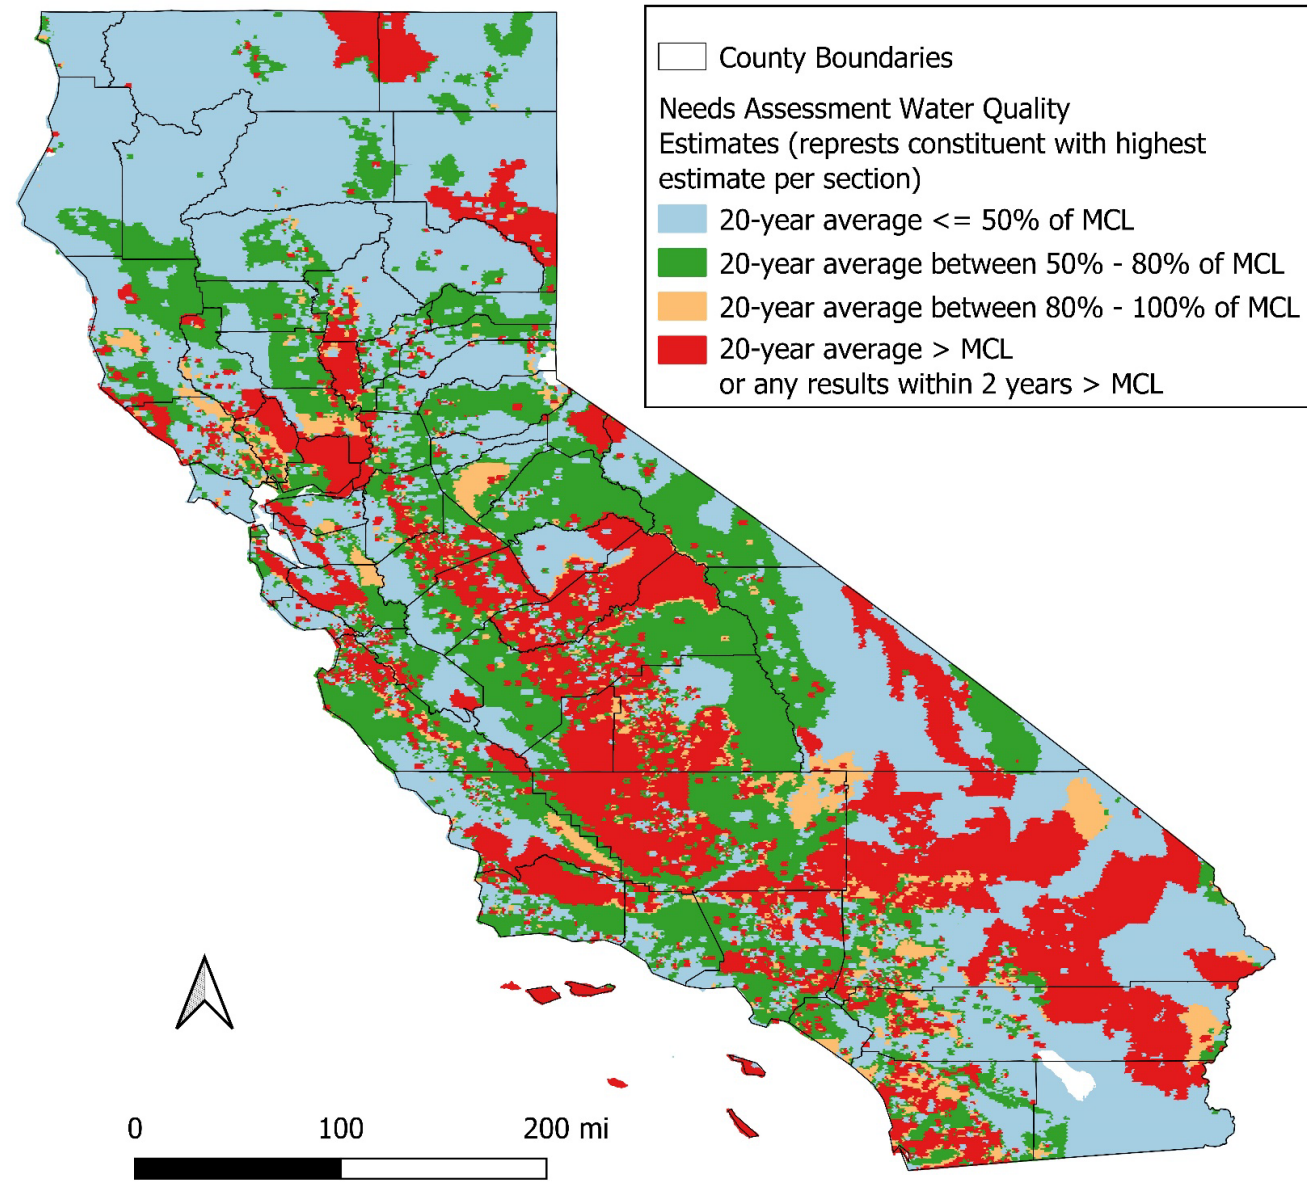 County Boundaries
Needs Assessment Water Quality
Estimates (represts constituent with highest
estimate per section)
20-year average <= 50% of MCL
20-year average between 50% - 80% of MCL
20-year average between 80% - 100% of MCL
20-year average > MCL
or any results within 2 years > MCL
0 100 200 mi